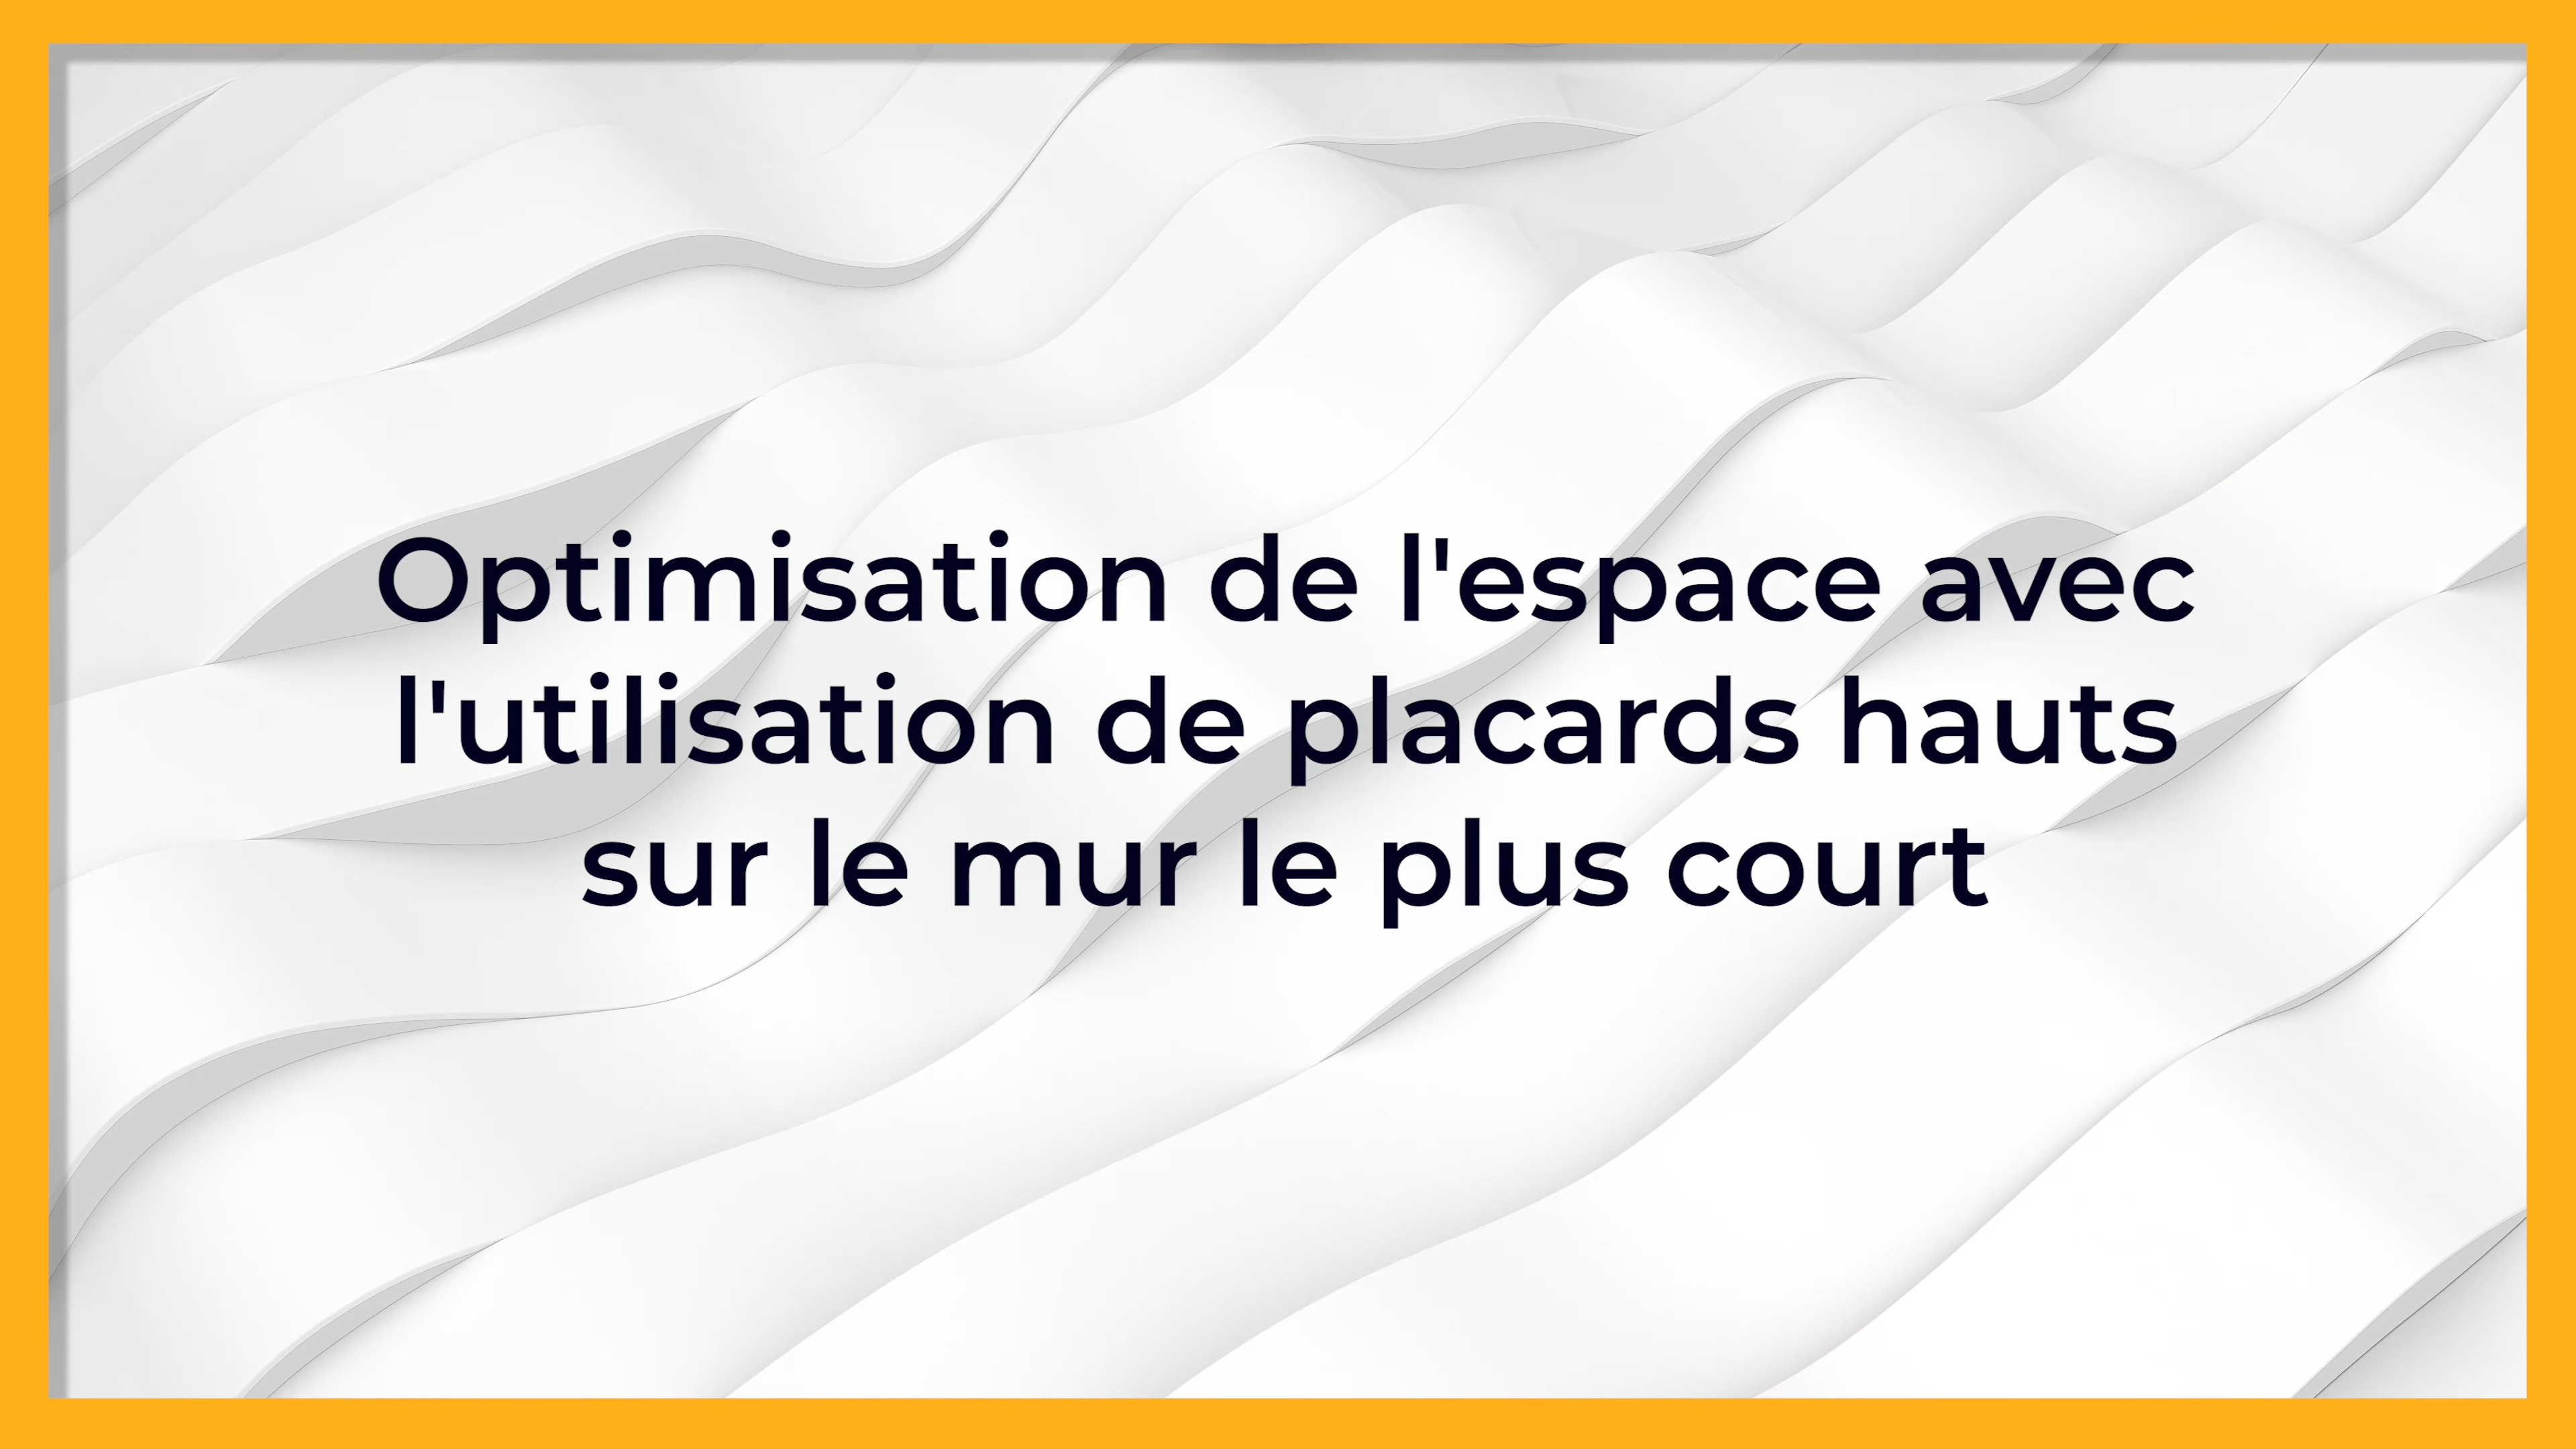 Optimisation de l'espace avec
l'utilisation de placards hauts
sur le mur le plus court